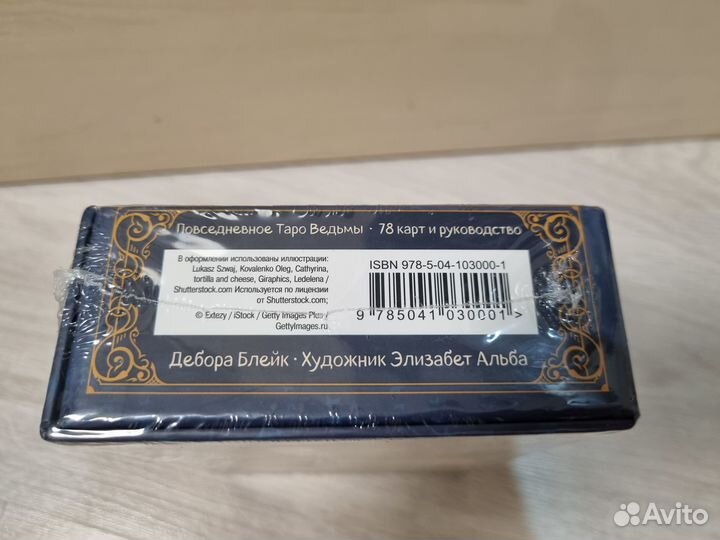 Повседневное Таро Ведьмы · 78 карт и руководство
В оформлении использованы иллюстрации:
Lukasz Szwaj, Kovalenko Oleg, Cathyrina,
tortilla and cheese, Giraphics, Ledelena /
Shutterstock.com Используется по лицензии
от Shutterstock.com;
© Extezy / iStock / Getty Images Plus /
GettyImages.ru
ISBN 978-5-04-103000-1
9 785041 030001 >
Дебора Блейк · Художник Элизабет Альба
Avito